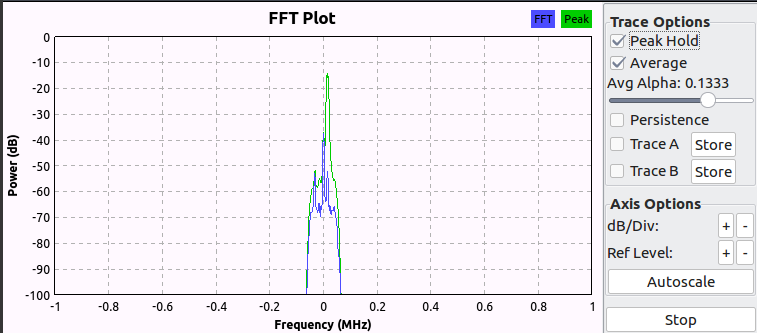 FFT Plot
FFT
Peak
0
-10
-20
-30
-40
-50
-60
-70
-80
-90
-100
Power (dB)
-1
-0.8
-0.6
-0.4
-0.2
0
0.2
0.4
0.6
0.8
1
Frequency (MHz)
Trace Options
Peak Hold
Average
Avg Alpha: 0.1333
Persistence
Trace A Store
Trace B Store
Axis Options
dB/Div: + -
Ref Level: + -
Autoscale
Stop